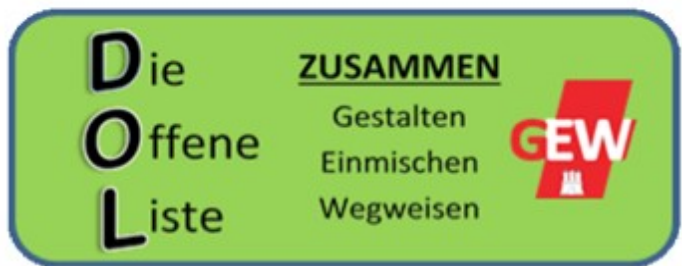 Die
Offene
Liste
ZUSAMMEN
Gestalten
Einmischen
Wegweisen
GEW